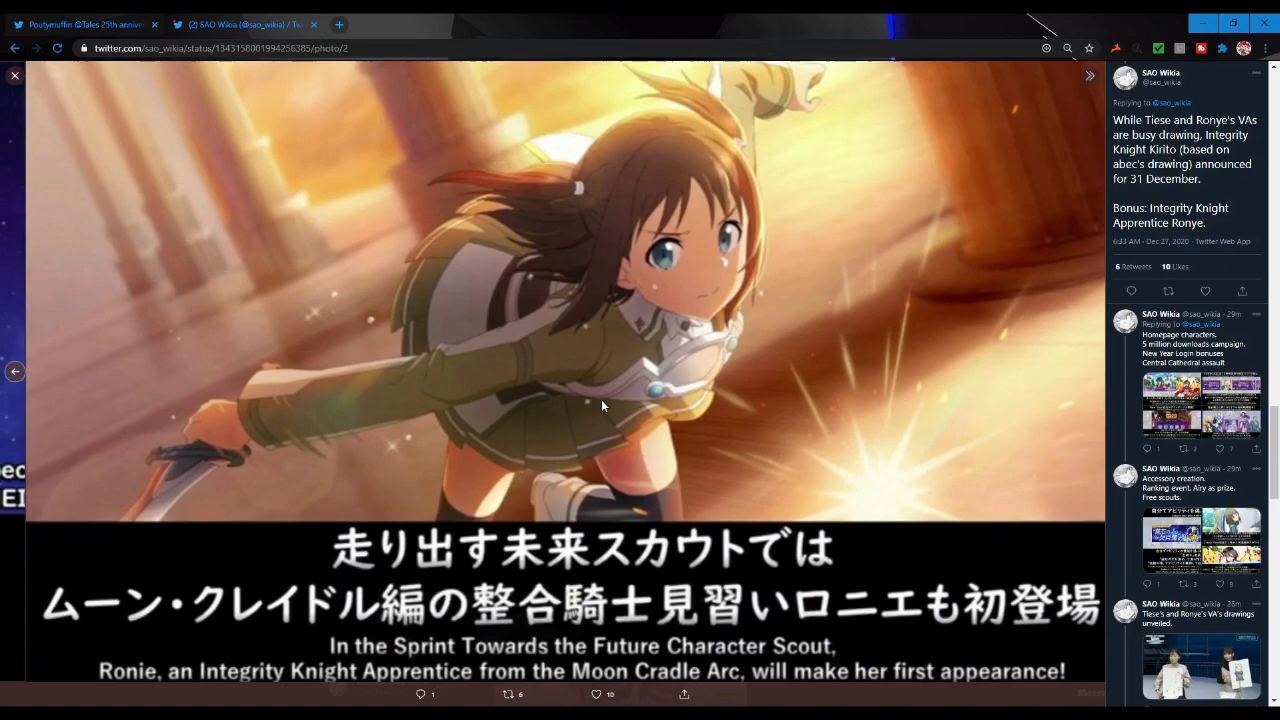 Poutymuffin @Tales 25th anniver
(2) SAO Wikia (@sao_wikia) / Tw
twitter.com/sao_wikia/status/1343158001994256385/photo/2
SAO Wikia
@sao_wikia
Replying to @sao_wikia
While Tiese and Ronye's VAs
are busy drawing, Integrity
Knight Kirito (based on
abec's drawing) announced
for 31 December.
Bonus: Integrity Knight
Apprentice Ronye.
6:33 AM · Dec 27, 2020 · Twitter Web App
6 Retweets 10 Likes
SAO Wikia @sao_wikia · 29m
Replying to @sao_wikia
Homepage characters.
5 million downloads campaign.
New Year Login bonuses
Central Cathedral assault
1 2 7
SAO Wikia @sao_wikia · 29m
Accessory creation.
Ranking event. Airy as prize.
Free scouts.
1 3 9
SAO Wikia @sao_wikia · 28m
Tiese's and Ronye's VA's drawings
unveiled.
走り出す未来スカウトでは
ムーン・クレイドル編の整合騎士見習いロニエも初登場
In the Sprint Towards the Future Character Scout,
Ronie, an Integrity Knight Apprentice from the Moon Cradle Arc, will make her first appearance!
1 6 10